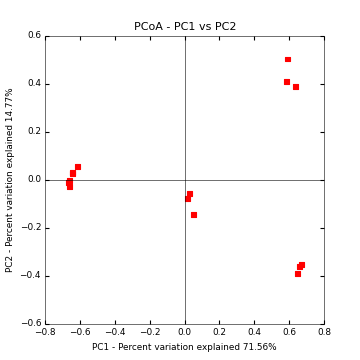 PCoA - PC1 vs PC2
0.6
0.4
0.2
0.0
−0.2
−0.4
−0.6
−0.8 −0.6 −0.4 −0.2 0.0 0.2 0.4 0.6 0.8
PC2 - Percent variation explained 14.77%
PC1 - Percent variation explained 71.56%